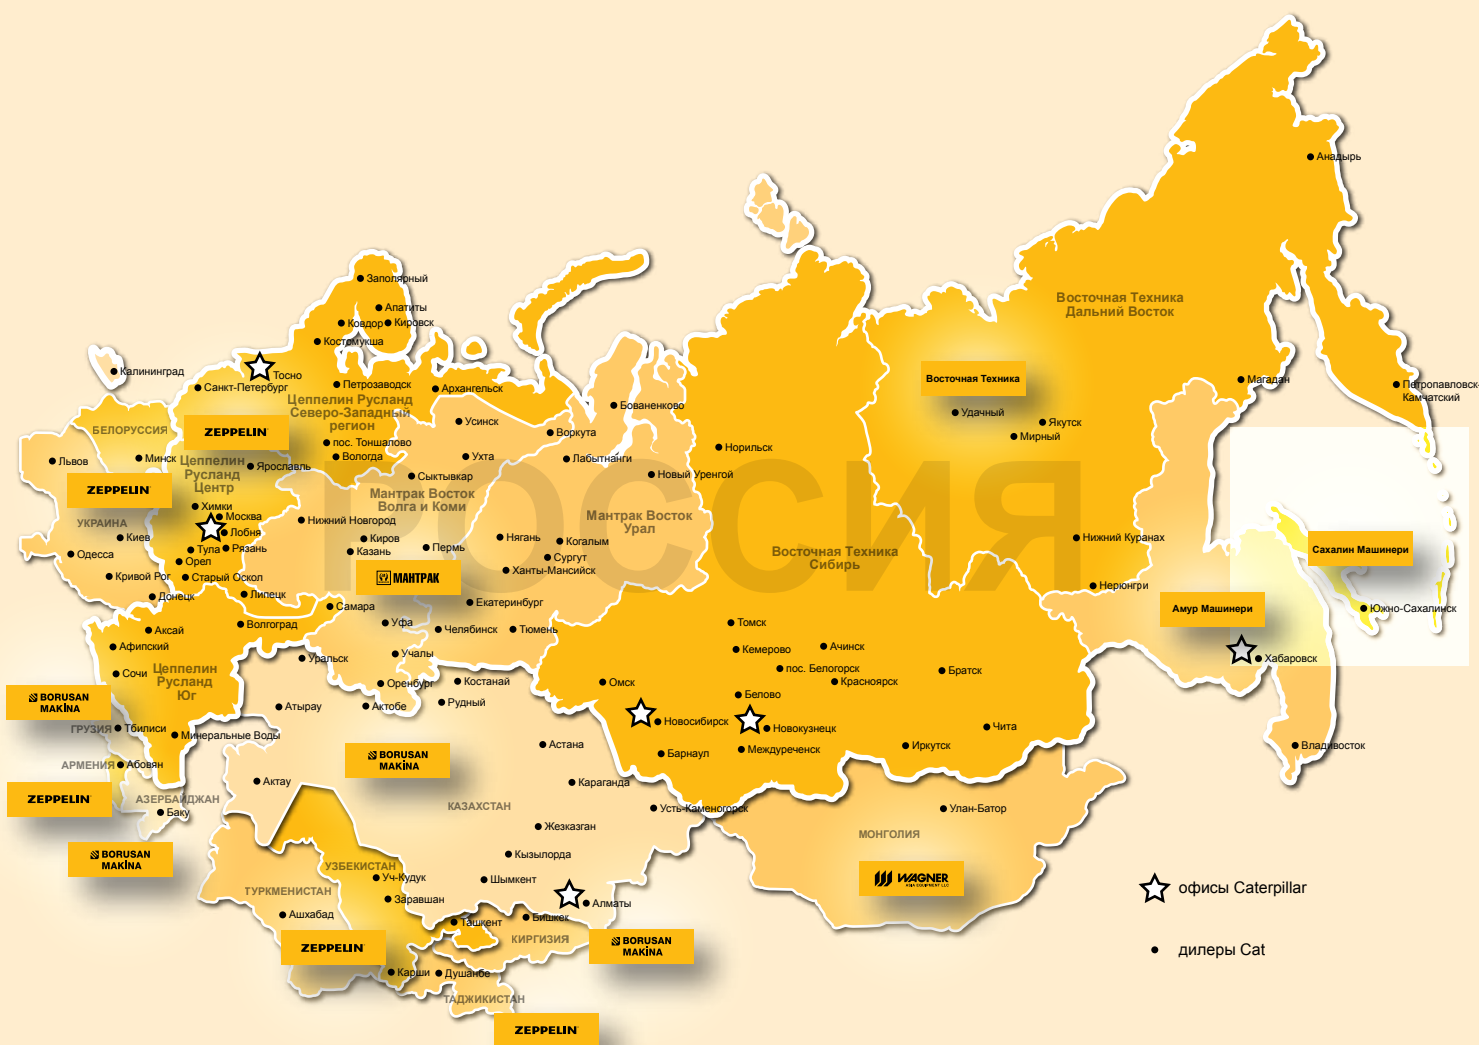 Анадырь
Заполярный
Апатиты
Ковдор
Кировск
Костомукша
Восточная Техника
Дальний Восток
Калининград
Тосно
Санкт-Петербург
Петрозаводск
Архангельск
Восточная Техника
Магадан
Петропавловск-
Камчатский
Цеппелин Русланд
Северо-Западный
регион
Бованенково
Удачный
Якутск
Мирный
БЕЛОРУССИЯ
ZEPPELIN
Усинск
Воркута
пос. Тоншалово
Вологда
Норильск
Львов
Минск
Цеппелин
Русланд
Центр
Ярославль
Ухта
Лабытнанги
Сыктывкар
Новый Уренгой
РОССИЯ
ZEPPELIN
Мантрак Восток
Волга и Коми
Мантрак Восток
Урал
Химки
Москва
Лобня
УКРАИНА
Киев
Нижний Новгород
Киров
Казань
Пермь
Нягань
Когалым
Сургут
Ханты-Мансийск
Восточная Техника
Сибирь
Нижний Куранах
Сахалин Машинери
Одесса
Тула
Рязань
Орел
Кривой Рог
Старый Оскол
МАНТРАК
Нерюнгри
Донецк
Липецк
Самара
Екатеринбург
Амур Машинери
Южно-Сахалинск
Аксай
Волгоград
Уфа
Челябинск
Тюмень
Томск
Афипский
Уральск
Учалы
Кемерово
Ачинск
Хабаровск
Сочи
Цеппелин
Русланд
Юг
Оренбург
Костанай
Омск
пос. Белогорск
Красноярск
Братск
BORUSAN
MAKİNA
Атырау
Актобе
Рудный
Белово
ГРУЗИЯ
Тбилиси
Минеральные Воды
Новосибирск
Новокузнецк
Чита
Астана
Барнаул
Междуреченск
Иркутск
Владивосток
BORUSAN
MAKİNA
АРМЕНИЯ
Абовян
Актау
Караганда
ZEPPELIN
АЗЕРБАЙДЖАН
Баку
КАЗАХСТАН
Усть-Каменогорск
Улан-Батор
Жезказган
МОНГОЛИЯ
BORUSAN
MAKİNA
Кызылорда
УЗБЕКИСТАН
Уч-Кудук
Шымкент
WAGNER
ASIA EQUIPMENT LLC
офисы Caterpillar
ТУРКМЕНИСТАН
Заравшан
Алматы
Ашхабад
Ташкент
Бишкек
КИРГИЗИЯ
ZEPPELIN
BORUSAN
MAKİNA
дилеры Cat
Карши
Душанбе
ТАДЖИКИСТАН
ZEPPELIN